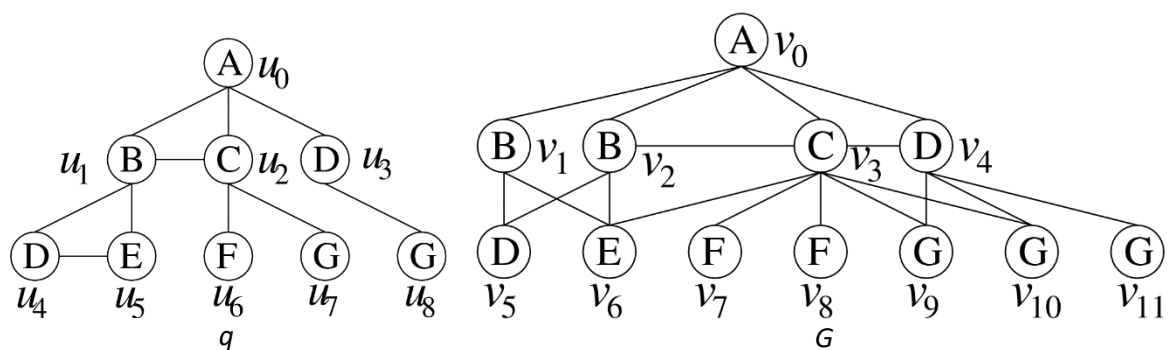 A u0
B C D
u1 u2 u3
D E F G G
u4 u5 u6 u7 u8
q
A v0
B v1 B v2 C v3 D v4
D E F F G G G
v5 v6 v7 v8 v9 v10 v11
G